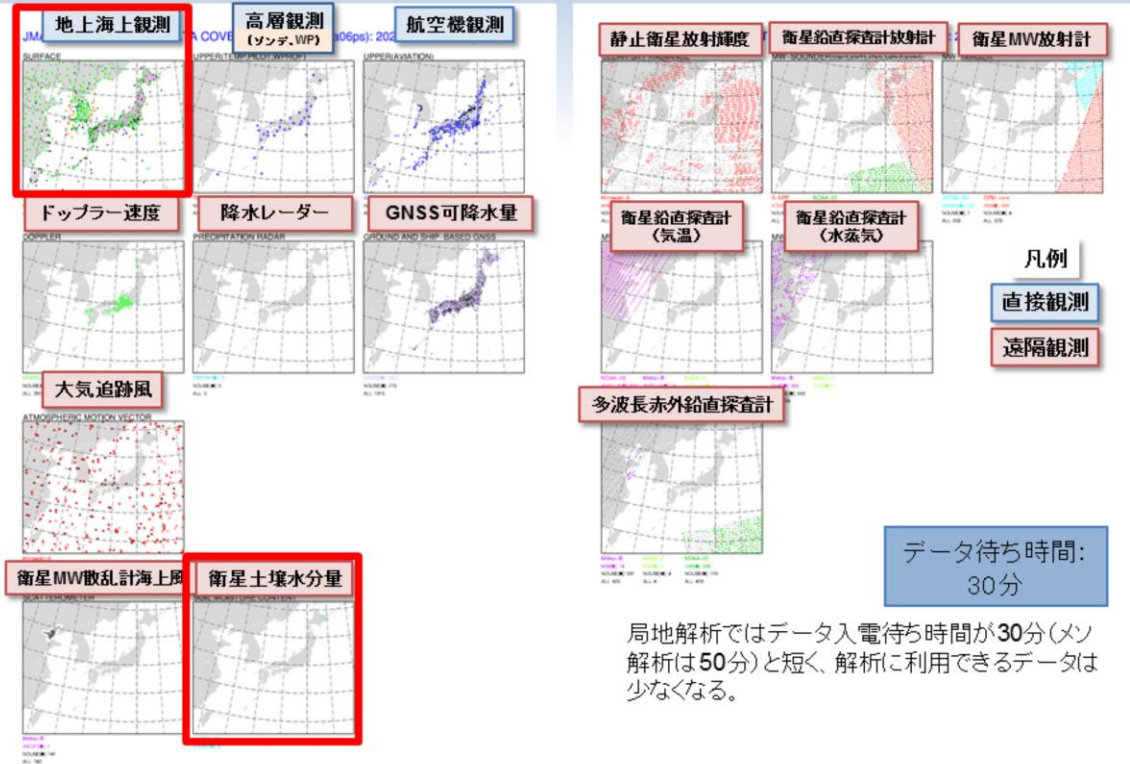 地上海上観測
高層観測
(ゾンデ、WP)
航空機観測
JMA
A COVE
a06ps): 202
SURFACE
UPPER(TEMP,PILOT,WPROF)
UPPER(AVIATION)
ドップラー速度
降水レーダー
GNSS可降水量
DOPPLER
PRECIPITATION RADAR
GROUND AND SHIP-BASED GNSS
大気追跡風
ATMOSPHERIC MOTION VECTOR
衛星MW散乱計海上風
衛星土壌水分量
SCATTEROMETER
SOIL MOISTURE CONTENT
静止衛星放射輝度
衛星鉛直探査計放射計
衛星MW放射計
衛星鉛直探査計
(気温)
衛星鉛直探査計
(水蒸気)
凡例
直接観測
遠隔観測
多波長赤外鉛直探査計
データ待ち時間:
30分
局地解析ではデータ入電待ち時間が30分(メソ
解析は50分)と短く、解析に利用できるデータは
少なくなる。